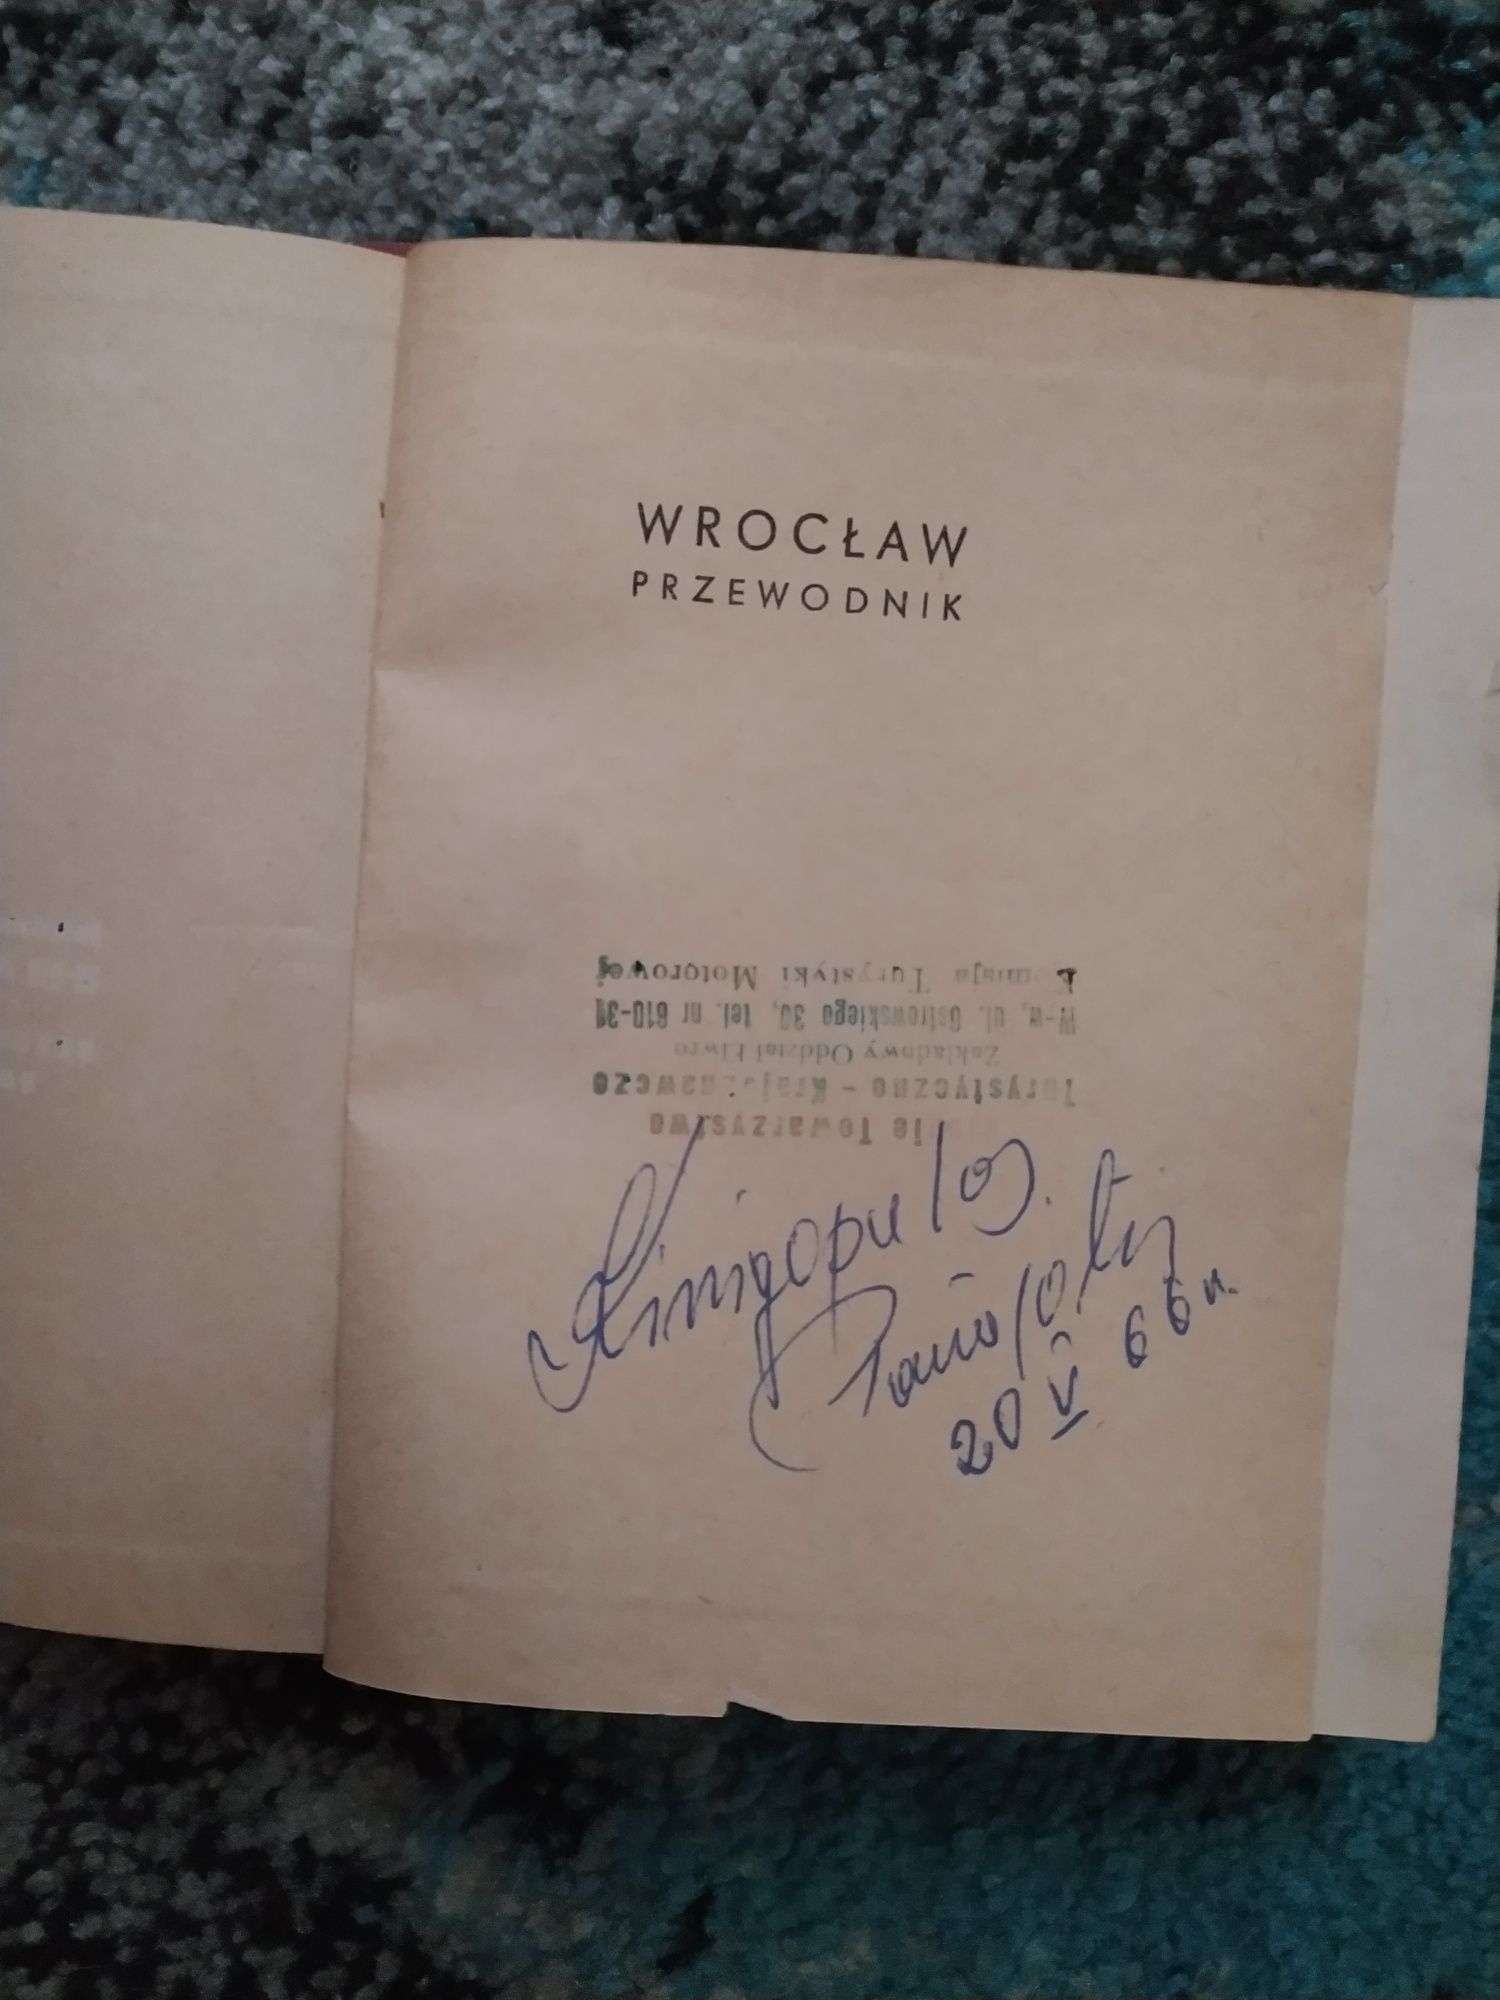 WROCŁAW
PRZEWODNIK
Towarzystwo
Turystyczno - Krajoznawcze
Zakładowy Oddział Elwro
W-w, ul. Ostrowskiego 30, tel. nr 610-31
Komisja Turystyki Motorowej
20 V 66 r.